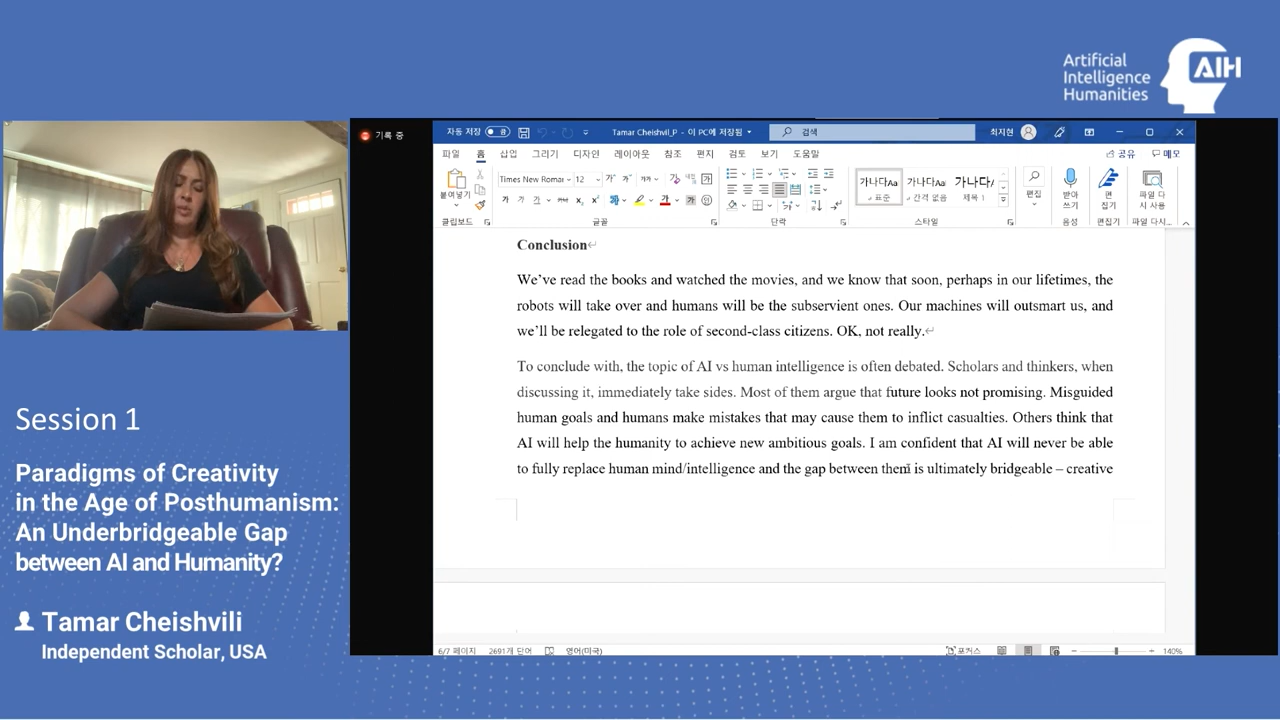 Artificial
Intelligence
Humanities
AIH
기록 중
자동 저장
Tamar Cheishvil_P - 이 PC에 저장됨
검색
최지현
파일 홈 삽입 그리기 디자인 레이아웃 참조 편지 검토 보기 도움말
공유 메모
붙여넣기
Times New Roma 12
가나다Aa 가나다Aa 가나다
표준 간격 없음 제목 1
편집
받아
쓰기
편
집기
파일 다
시 사용
클립보드 글꼴 단락 스타일 음성 편집기 파일 다시...
Conclusion
We've read the books and watched the movies, and we know that soon, perhaps in our lifetimes, the
robots will take over and humans will be the subservient ones. Our machines will outsmart us, and
we'll be relegated to the role of second-class citizens. OK, not really.
To conclude with, the topic of AI vs human intelligence is often debated. Scholars and thinkers, when
discussing it, immediately take sides. Most of them argue that future looks not promising. Misguided
human goals and humans make mistakes that may cause them to inflict casualties. Others think that
AI will help the humanity to achieve new ambitious goals. I am confident that AI will never be able
to fully replace human mind/intelligence and the gap between them is ultimately bridgeable – creative
6/7 페이지 2691개 단어 영어(미국)
포커스
140%
Session 1
Paradigms of Creativity
in the Age of Posthumanism:
An Underbridgeable Gap
between AI and Humanity?
Tamar Cheishvili
Independent Scholar, USA